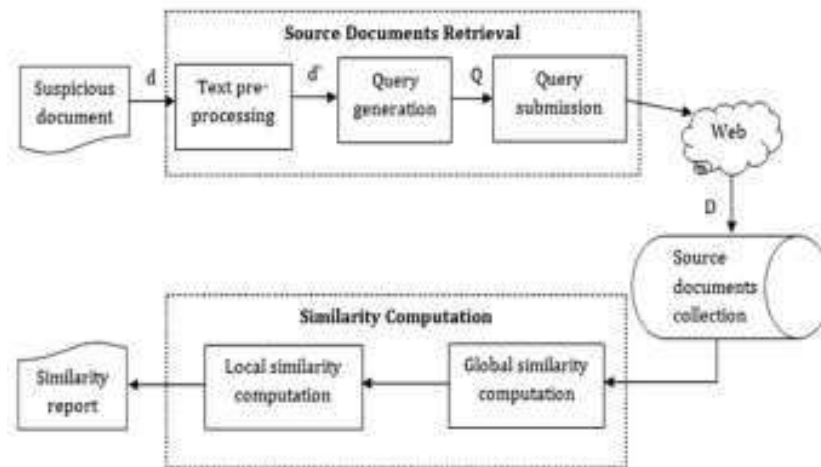 Source Documents Retrieval
Suspicious
document
d
Text pre-
processing
d'
Query
generation
Q
Query
submission
Web
D
Source
documents
collection
Similarity Computation
Global similarity
computation
Local similarity
computation
Similarity
report